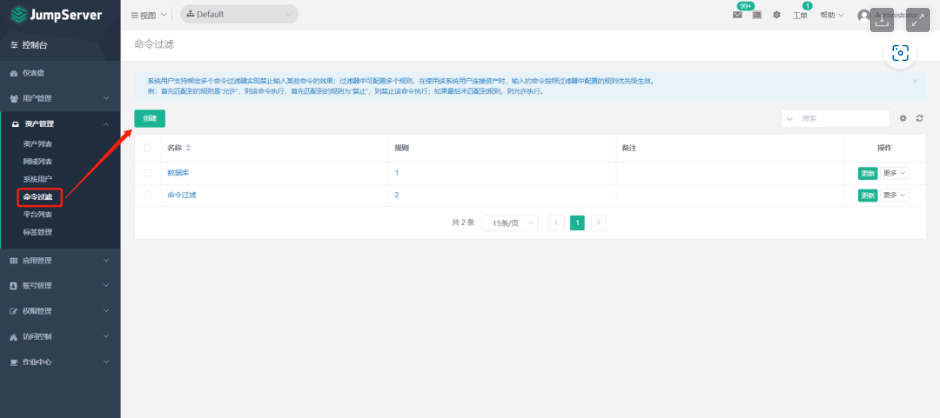 JumpServer
视图
Default
99+
工单
1
帮助
Administrator
控制台
仪表盘
用户管理
资产管理
资产列表
网域列表
系统用户
命令过滤
平台列表
标签管理
应用管理
账号管理
权限管理
访问控制
作业中心
命令过滤
系统用户支持绑定多个命令过滤器实现禁止输入某些命令的效果；过滤器中可配置多个规则，在使用该系统用户连接资产时，输入的命令按照过滤器中配置的规则优先级生效。
例：首先匹配到的规则是“允许”，则该命令执行，首先匹配到的规则为“禁止”，则禁止该命令执行；如果最后未匹配到规则，则允许执行。
创建
搜索
名称 规则 备注 操作
数据库 1 更新 更多
命令过滤 2 更新 更多
共 2 条 15条/页 1